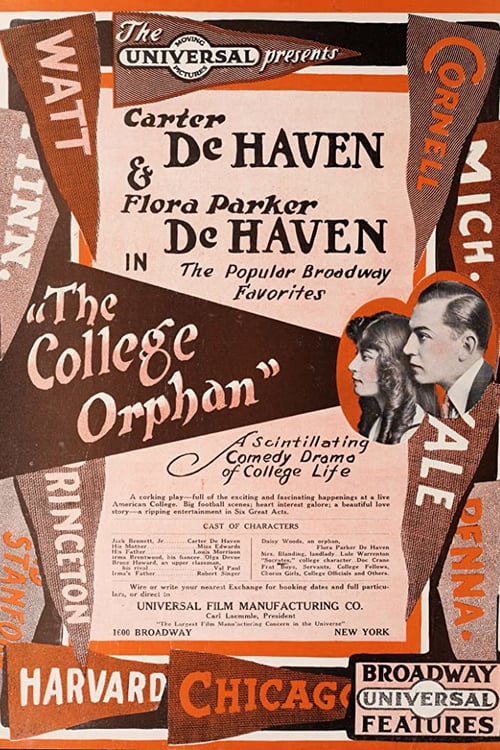 The
UNIVERSAL
MOVING
PICTURES
presents
Carter
De HAVEN
&
Flora Parker
De HAVEN
IN
The Popular Broadway
Favorites
"The
College
Orphan"
A Scintillating
Comedy Drama
of College Life
A corking play—full of the exciting and fascinating happenings at a live
American College. Big football scenes; heart interest galore; a beautiful love
story—a ripping entertainment in Six Great Acts.
CAST OF CHARACTERS
Jack Bennett, Jr. Carter De Haven
His Mother Miss Edwards
His Father Louis Morrison
Irma Brentwood, his fiancee. Olga Devoe
Bruce Howard, an upper classman,
his rival Val Paul
Irma's Father Robert Singer
Daisy Woods, an orphan,
Flora Parker De Haven
Mrs. Blanding, landlady. Lule Warrenton
"Socrates," college character. Doc Crane
Frat Boys, Servants, College Fellows,
Chorus Girls, College Officials and Others.
Wire or write your nearest Exchange for booking dates and full particu-
lars, or direct to
UNIVERSAL FILM MANUFACTURING CO.
Carl Laemmle, President
"The Largest Film Manufacturing Concern in the Universe"
1600 BROADWAY NEW YORK
WATT
CORNELL
MINN.
MICH.
YALE
PRINCETON
PENNA.
STANFO
HARVARD
CHICAGO
BROADWAY
UNIVERSAL
FEATURES